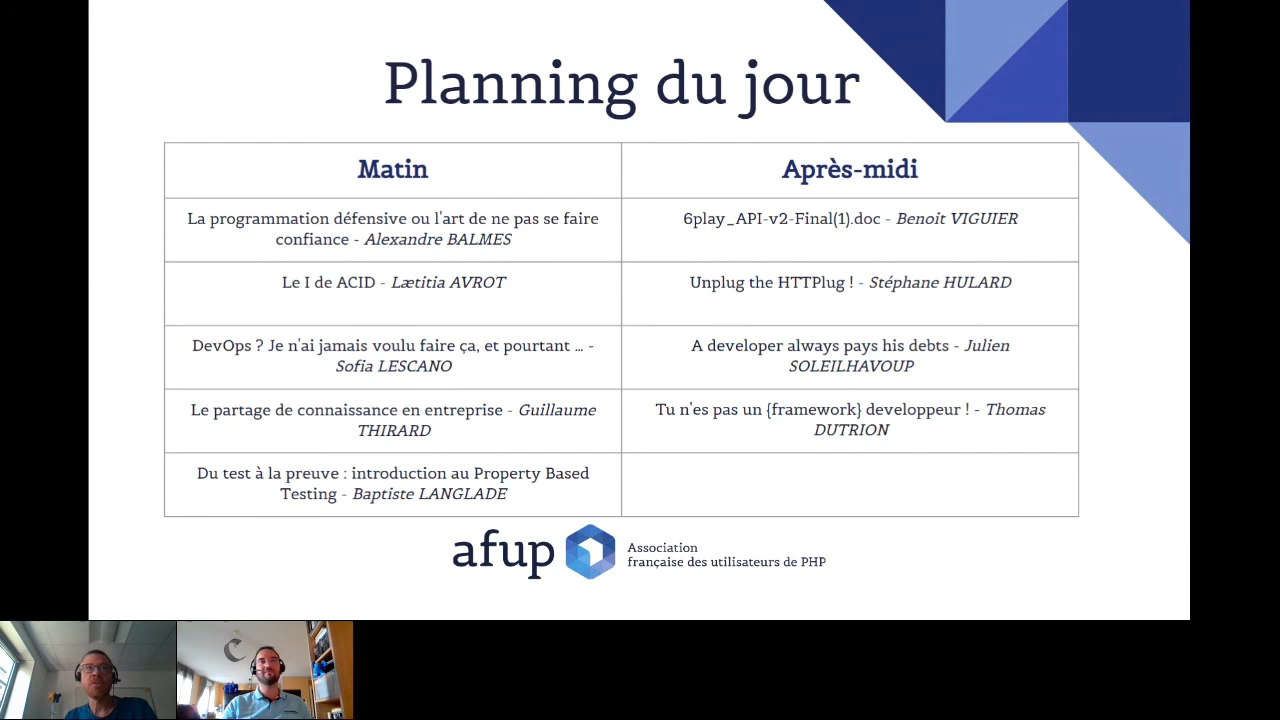 Planning du jour
Matin
Après-midi
La programmation défensive ou l'art de ne pas se faire
confiance - Alexandre BALMES
6play_API-v2-Final(1).doc - Benoit VIGUIER
Le I de ACID - Lætitia AVROT
Unplug the HTTPlug ! - Stéphane HULARD
DevOps ? Je n'ai jamais voulu faire ça, et pourtant ... -
Sofia LESCANO
A developer always pays his debts - Julien
SOLEILHAVOUP
Le partage de connaissance en entreprise - Guillaume
THIRARD
Tu n'es pas un {framework} developpeur ! - Thomas
DUTRION
Du test à la preuve : introduction au Property Based
Testing - Baptiste LANGLADE
afup
Association
française des utilisateurs de PHP